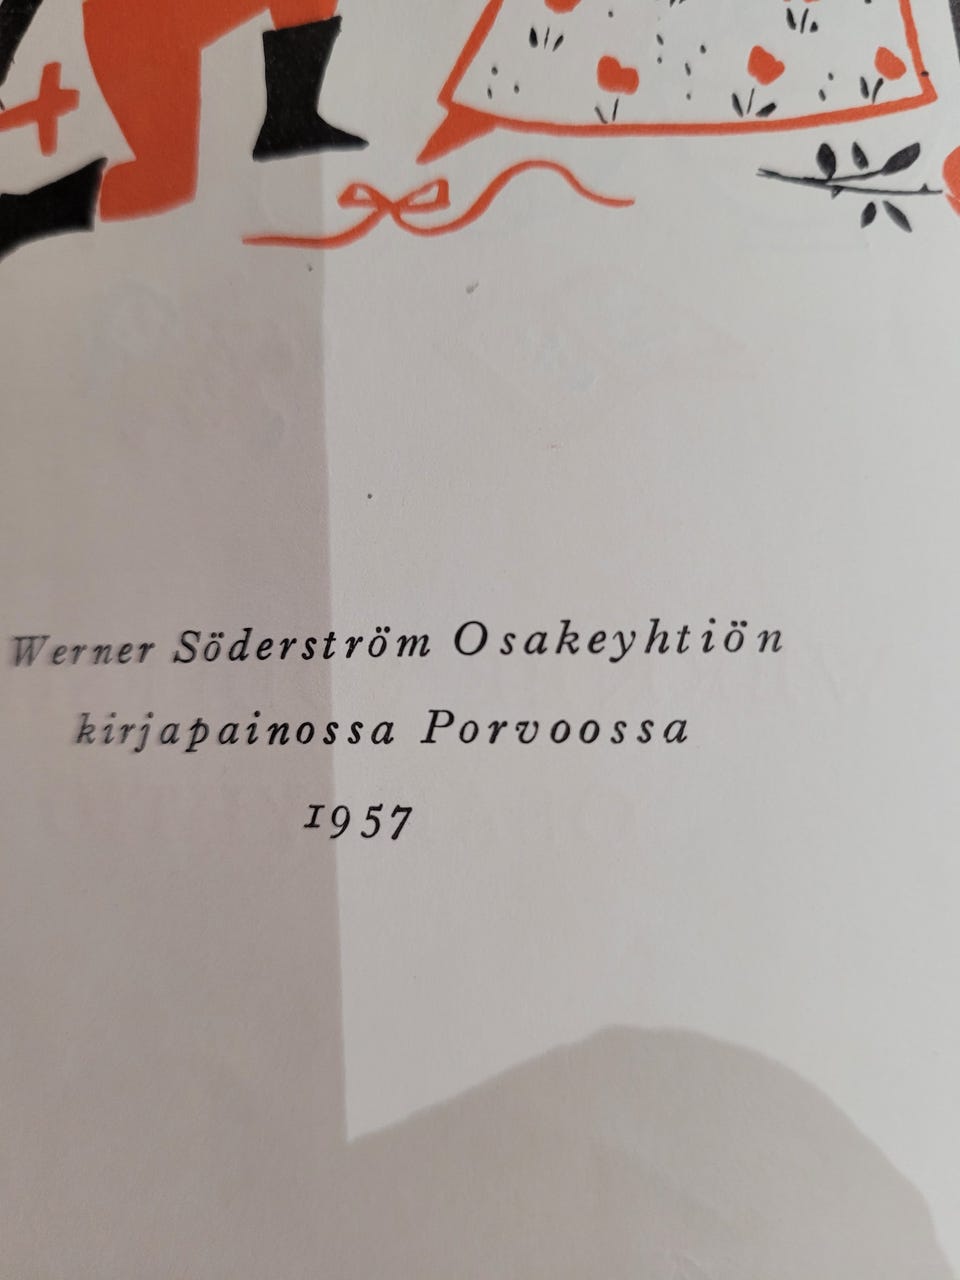 Werner Söderström Osakeyhtiön
kirjapainossa Porvoossa
1957